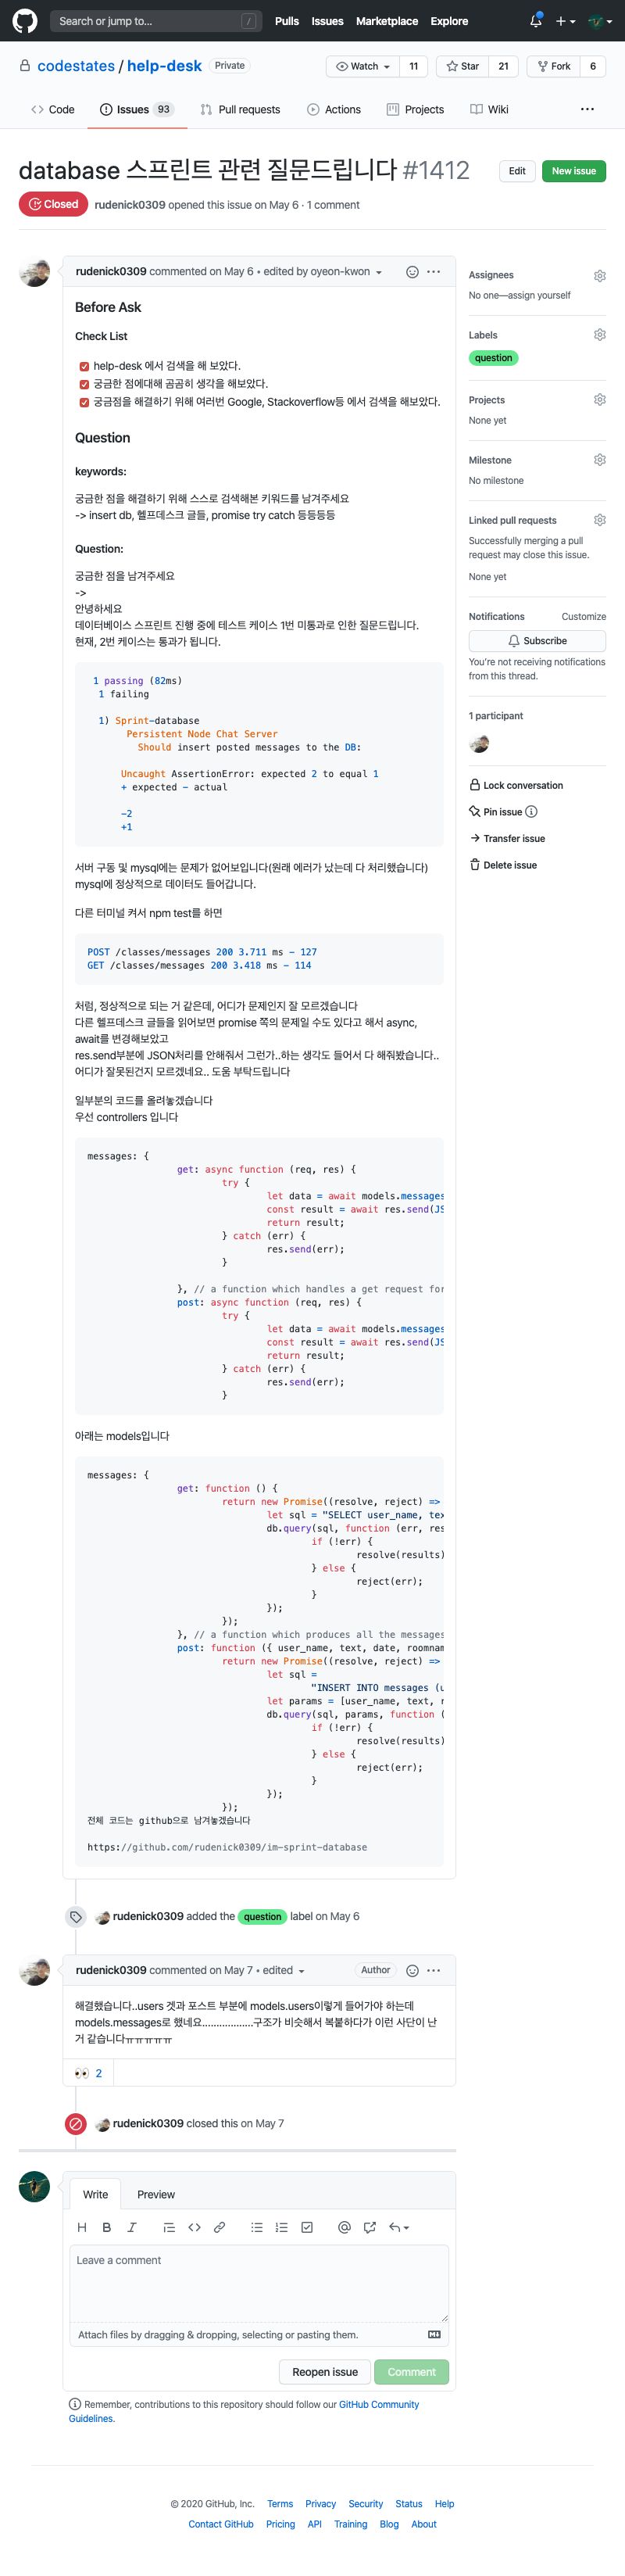 Search or jump to...
/
Pulls Issues Marketplace Explore
codestates / help-desk Private
Watch 11 Star 21 Fork 6
Code Issues 93 Pull requests Actions Projects Wiki
database 스프린트 관련 질문드립니다 #1412
Edit New issue
Closed rudenick0309 opened this issue on May 6 · 1 comment
rudenick0309 commented on May 6 • edited by oyeon-kwon
Before Ask
Check List
help-desk 에서 검색을 해 보았다.
궁금한 점에대해 곰곰히 생각을 해보았다.
궁금점을 해결하기 위해 여러번 Google, Stackoverflow등 에서 검색을 해보았다.
Question
keywords:
궁금한 점을 해결하기 위해 스스로 검색해본 키워드를 남겨주세요
-> insert db, 헬프데스크 글들, promise try catch 등등등등
Question:
궁금한 점을 남겨주세요
->
안녕하세요
데이터베이스 스프린트 진행 중에 테스트 케이스 1번 미통과로 인한 질문드립니다.
현재, 2번 케이스는 통과가 됩니다.
1 passing (82ms)
1 failing
1) Sprint-database
Persistent Node Chat Server
Should insert posted messages to the DB:
Uncaught AssertionError: expected 2 to equal 1
+ expected - actual
-2
+1
서버 구동 및 mysql에는 문제가 없어보입니다(원래 에러가 났는데 다 처리했습니다)
mysql에 정상적으로 데이터도 들어갑니다.
다른 터미널 켜서 npm test를 하면
POST /classes/messages 200 3.711 ms - 127
GET /classes/messages 200 3.418 ms - 114
처럼, 정상적으로 되는 거 같은데, 어디가 문제인지 잘 모르겠습니다
다른 헬프데스크 글들을 읽어보면 promise 쪽의 문제일 수도 있다고 해서 async,
await를 변경해보았고
res.send부분에 JSON처리를 안해줘서 그런가..하는 생각도 들어서 다 해줘봤습니다..
어디가 잘못된건지 모르겠네요.. 도움 부탁드립니다
일부분의 코드를 올려놓겠습니다
우선 controllers 입니다
messages: {
get: async function (req, res) {
try {
let data = await models.messages
const result = await res.send(JS
return result;
} catch (err) {
res.send(err);
}
}, // a function which handles a get request for
post: async function (req, res) {
try {
let data = await models.messages
const result = await res.send(JS
return result;
} catch (err) {
res.send(err);
}
아래는 models입니다
messages: {
get: function () {
return new Promise((resolve, reject) =>
let sql = "SELECT user_name, tex
db.query(sql, function (err, res
if (!err) {
resolve(results)
} else {
reject(err);
}
});
});
}, // a function which produces all the messages
post: function ({ user_name, text, date, roomnam
return new Promise((resolve, reject) =>
let sql =
"INSERT INTO messages (u
let params = [user_name, text, r
db.query(sql, params, function (
if (!err) {
resolve(results)
} else {
reject(err);
}
});
});
전체 코드는 github으로 남겨놓겠습니다
https://github.com/rudenick0309/im-sprint-database
rudenick0309 added the question label on May 6
rudenick0309 commented on May 7 • edited Author
해결했습니다..users 겟과 포스트 부분에 models.users이렇게 들어가야 하는데
models.messages로 했네요..................구조가 비슷해서 복붙하다가 이런 사단이 난
거 같습니다ㅠㅠㅠㅠㅠ
👀 2
rudenick0309 closed this on May 7
Write Preview
Leave a comment
Attach files by dragging & dropping, selecting or pasting them.
Reopen issue Comment
Remember, contributions to this repository should follow our GitHub Community
Guidelines.
Assignees
No one—assign yourself
Labels
question
Projects
None yet
Milestone
No milestone
Linked pull requests
Successfully merging a pull
request may close this issue.
None yet
Notifications Customize
Subscribe
You're not receiving notifications
from this thread.
1 participant
Lock conversation
Pin issue
Transfer issue
Delete issue
© 2020 GitHub, Inc. Terms Privacy Security Status Help
Contact GitHub Pricing API Training Blog About